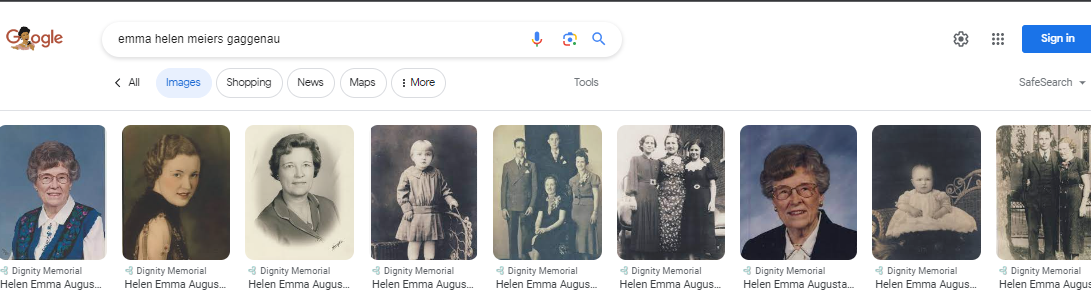 Google
emma helen meiers gaggenau
Sign in
All Images Shopping News Maps More Tools SafeSearch
Dignity Memorial
Helen Emma Augus...
Dignity Memorial
Helen Emma Augus...
Dignity Memorial
Helen Emma Augus...
Dignity Memorial
Helen Emma Augus...
Dignity Memorial
Helen Emma Augus...
Dignity Memorial
Helen Emma Augus...
Dignity Memorial
Helen Emma Augusta...
Dignity Memorial
Helen Emma Augus...
Dignity Memorial
Helen Emma Augus